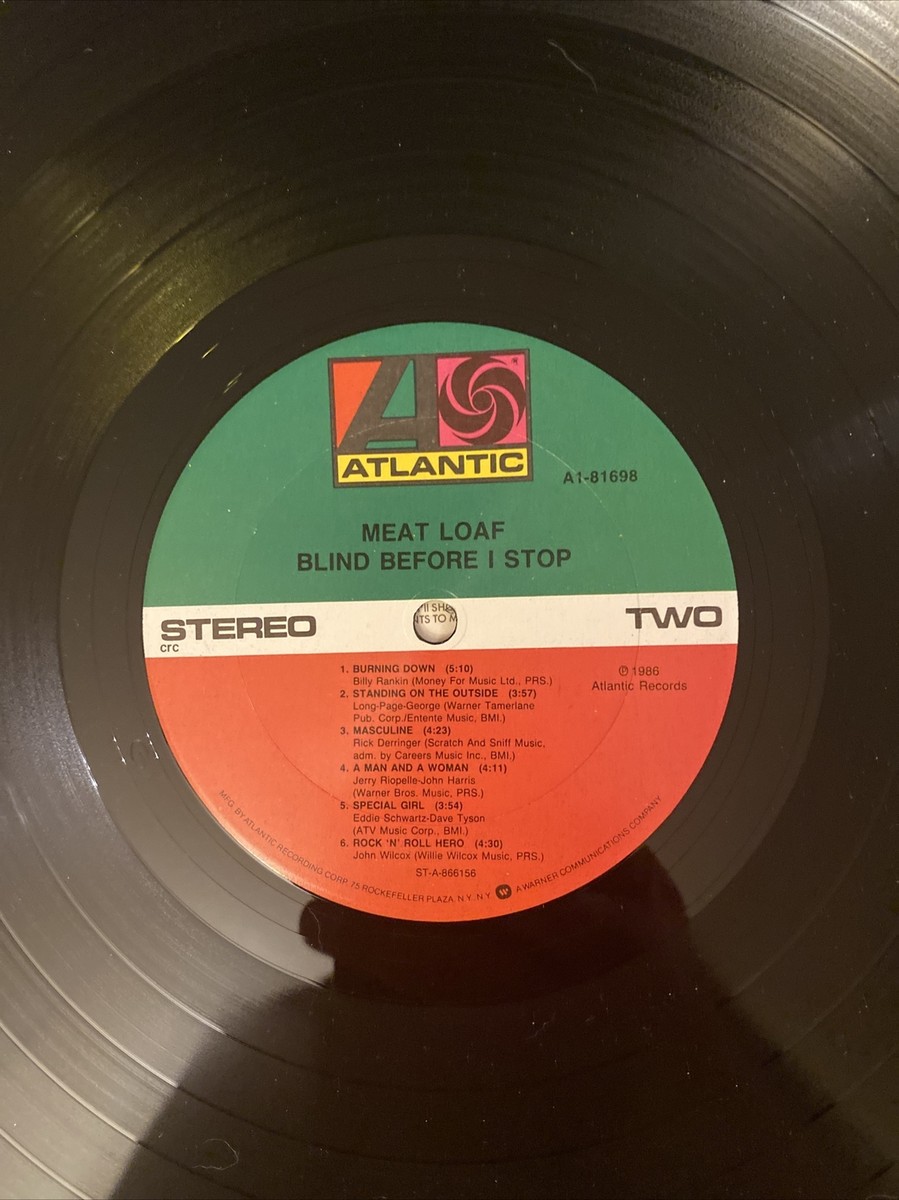 ATLANTIC
A1-81698
MEAT LOAF
BLIND BEFORE I STOP
STEREO
TWO
crc
1. BURNING DOWN (5:10)
Billy Rankin (Money For Music Ltd., PRS.)
2. STANDING ON THE OUTSIDE (3:57)
Long-Page-George (Warner Tamerlane
Pub. Corp./Entente Music, BMI.)
3. MASCULINE (4:23)
Rick Derringer (Scratch And Sniff Music,
adm. by Careers Music Inc., BMI.)
4. A MAN AND A WOMAN (4:11)
Jerry Riopelle-John Harris
(Warner Bros. Music, PRS.)
5. SPECIAL GIRL (3:54)
Eddie Schwartz-Dave Tyson
(ATV Music Corp., BMI.)
6. ROCK 'N' ROLL HERO (4:30)
John Wilcox (Willie Wilcox Music, PRS.)
ST-A-866156
℗ 1986
Atlantic Records
MFG. BY ATLANTIC RECORDING CORP. 75 ROCKEFELLER PLAZA, N.Y. N.Y. A WARNER COMMUNICATIONS COMPANY